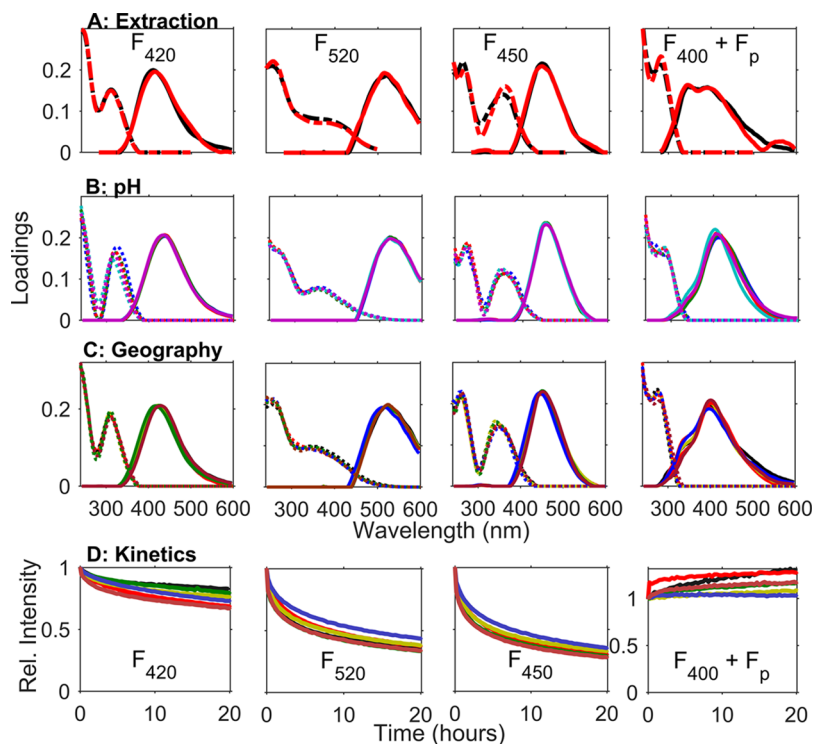 A: Extraction
F420 F520 F450 F400 + Fp
0.2
0.1
0
B: pH
0.2
0.1
0
Loadings
C: Geography
0.2
0
300 400 500 600 300 400 500 600 300 400 500 600 300 400 500 600
Wavelength (nm)
D: Kinetics
1
0.5
0
1
0.5
Rel. Intensity
F420 F520 F450 F400 + Fp
0 10 20 0 10 20 0 10 20 0 10 20
Time (hours)